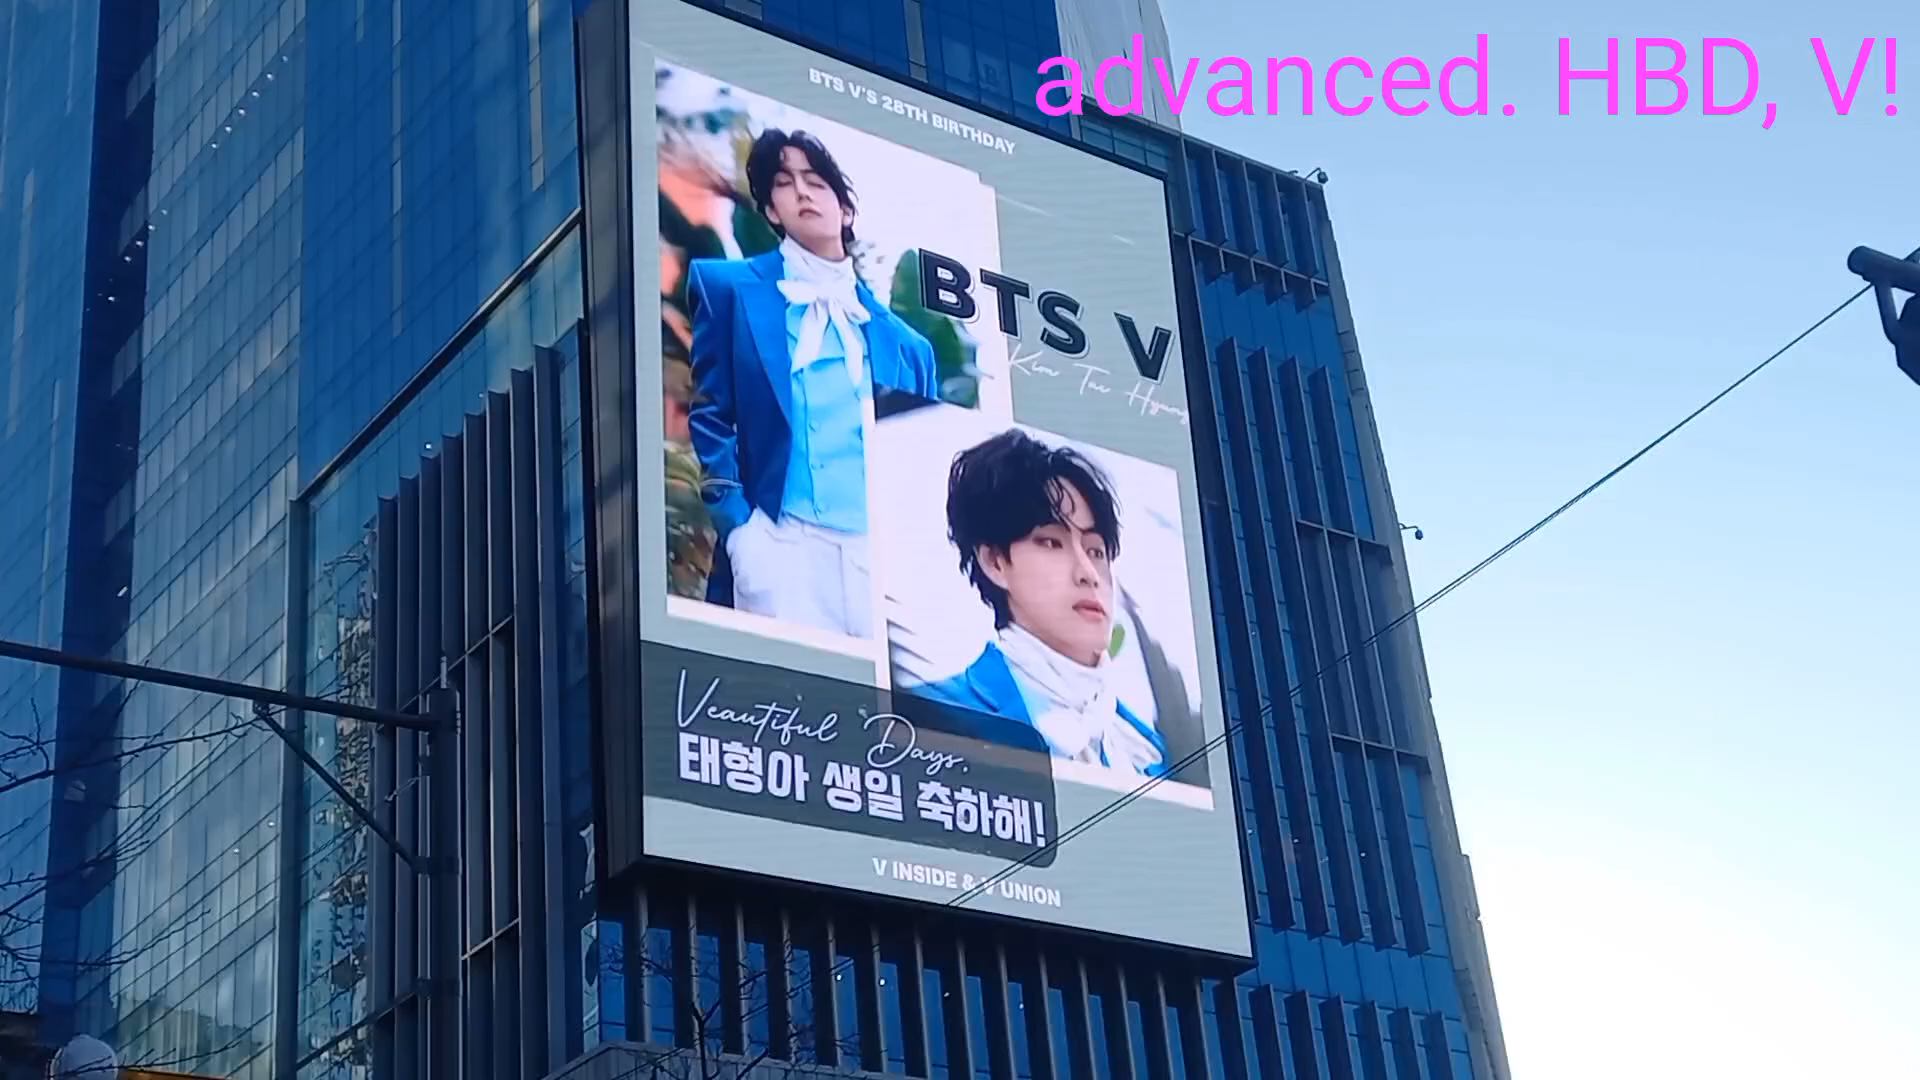 advanced. HBD, V!
BTS V'S 28TH BIRTHDAY
BTS V
Kim Tae Hyung
Veautiful Days,
태형아 생일 축하해!
V INSIDE & V UNION